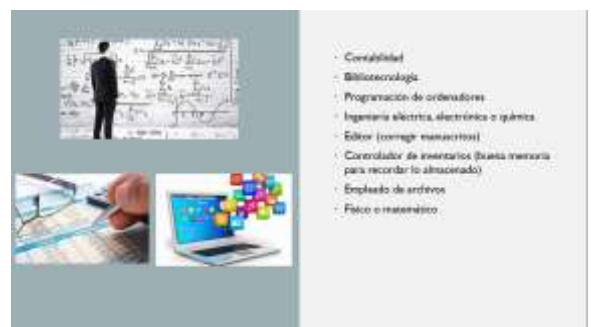 Contabilidad
Bibliotecnología
Programación de ordenadores
Ingeniería eléctrica, electrónica o química
Editor (corregir manuscritos)
Controlador de inventarios (buena memoria
para recordar lo almacenado)
Empleado de archivos
Físico o matemático